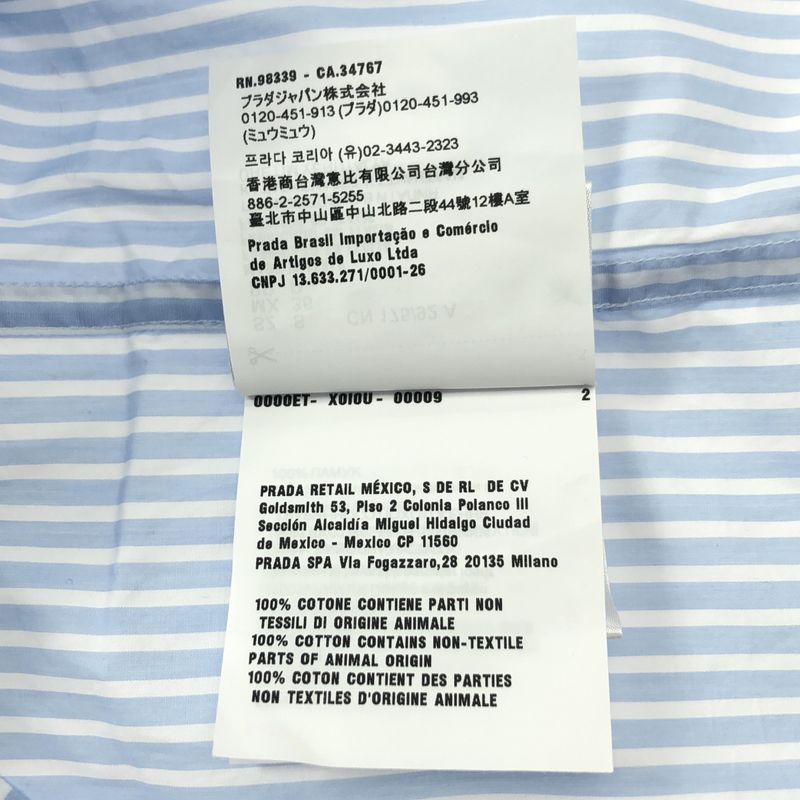 RN.98339 - CA.34767
プラダジャパン株式会社
0120-451-913 (プラダ)0120-451-993
(ミュウミュウ)
프라다 코리아 (유)02-3443-2323
香港商台灣意比有限公司台灣分公司
886-2-2571-5255
臺北市中山區中山北路二段44號12樓A室
Prada Brasil Importação e Comércio
de Artigos de Luxo Ltda
CNPJ 13.633.271/0001-26
MX 36
SZ S CN 175/92 A
0000ET- X0I0U - 00009 2
PRADA RETAIL MÉXICO, S DE RL DE CV
Goldsmith 53, Piso 2 Colonia Polanco III
Sección Alcaldía Miguel Hidalgo Ciudad
de Mexico - Mexico CP 11560
PRADA SPA Via Fogazzaro,28 20135 Milano
100% COTONE CONTIENE PARTI NON
TESSILI DI ORIGINE ANIMALE
100% COTTON CONTAINS NON-TEXTILE
PARTS OF ANIMAL ORIGIN
100% COTON CONTIENT DES PARTIES
NON TEXTILES D'ORIGINE ANIMALE